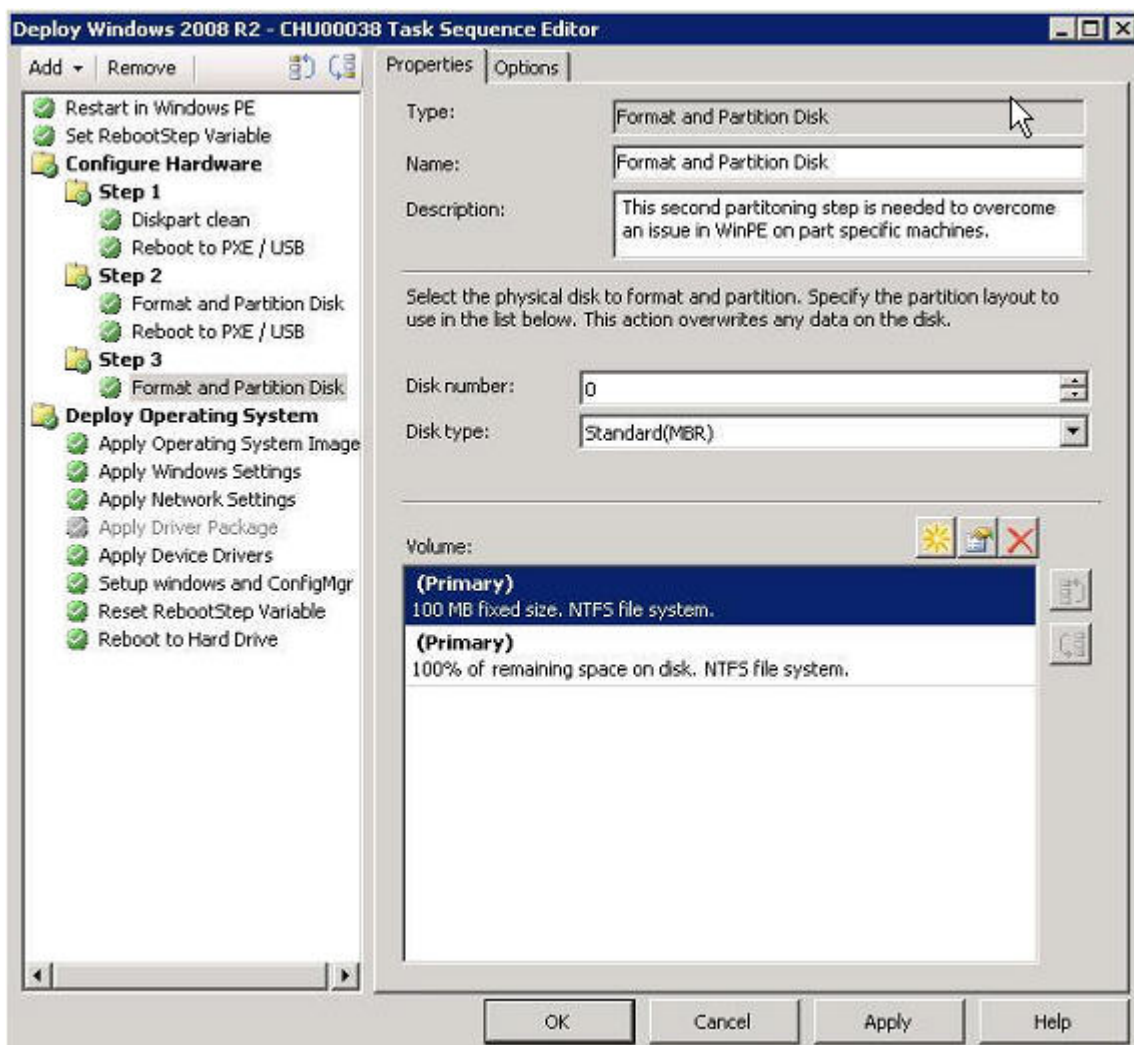 Deploy Windows 2008 R2 - CHU00038 Task Sequence Editor
Add Remove
Restart in Windows PE
Set RebootStep Variable
Configure Hardware
Step 1
Diskpart clean
Reboot to PXE / USB
Step 2
Format and Partition Disk
Reboot to PXE / USB
Step 3
Format and Partition Disk
Deploy Operating System
Apply Operating System Image
Apply Windows Settings
Apply Network Settings
Apply Driver Package
Apply Device Drivers
Setup windows and ConfigMgr
Reset RebootStep Variable
Reboot to Hard Drive
Properties Options
Type: Format and Partition Disk
Name: Format and Partition Disk
Description: This second partitoning step is needed to overcome
an issue in WinPE on part specific machines.
Select the physical disk to format and partition. Specify the partition layout to
use in the list below. This action overwrites any data on the disk.
Disk number: 0
Disk type: Standard(MBR)
Volume:
(Primary)
100 MB fixed size. NTFS file system.
(Primary)
100% of remaining space on disk. NTFS file system.
OK Cancel Apply Help